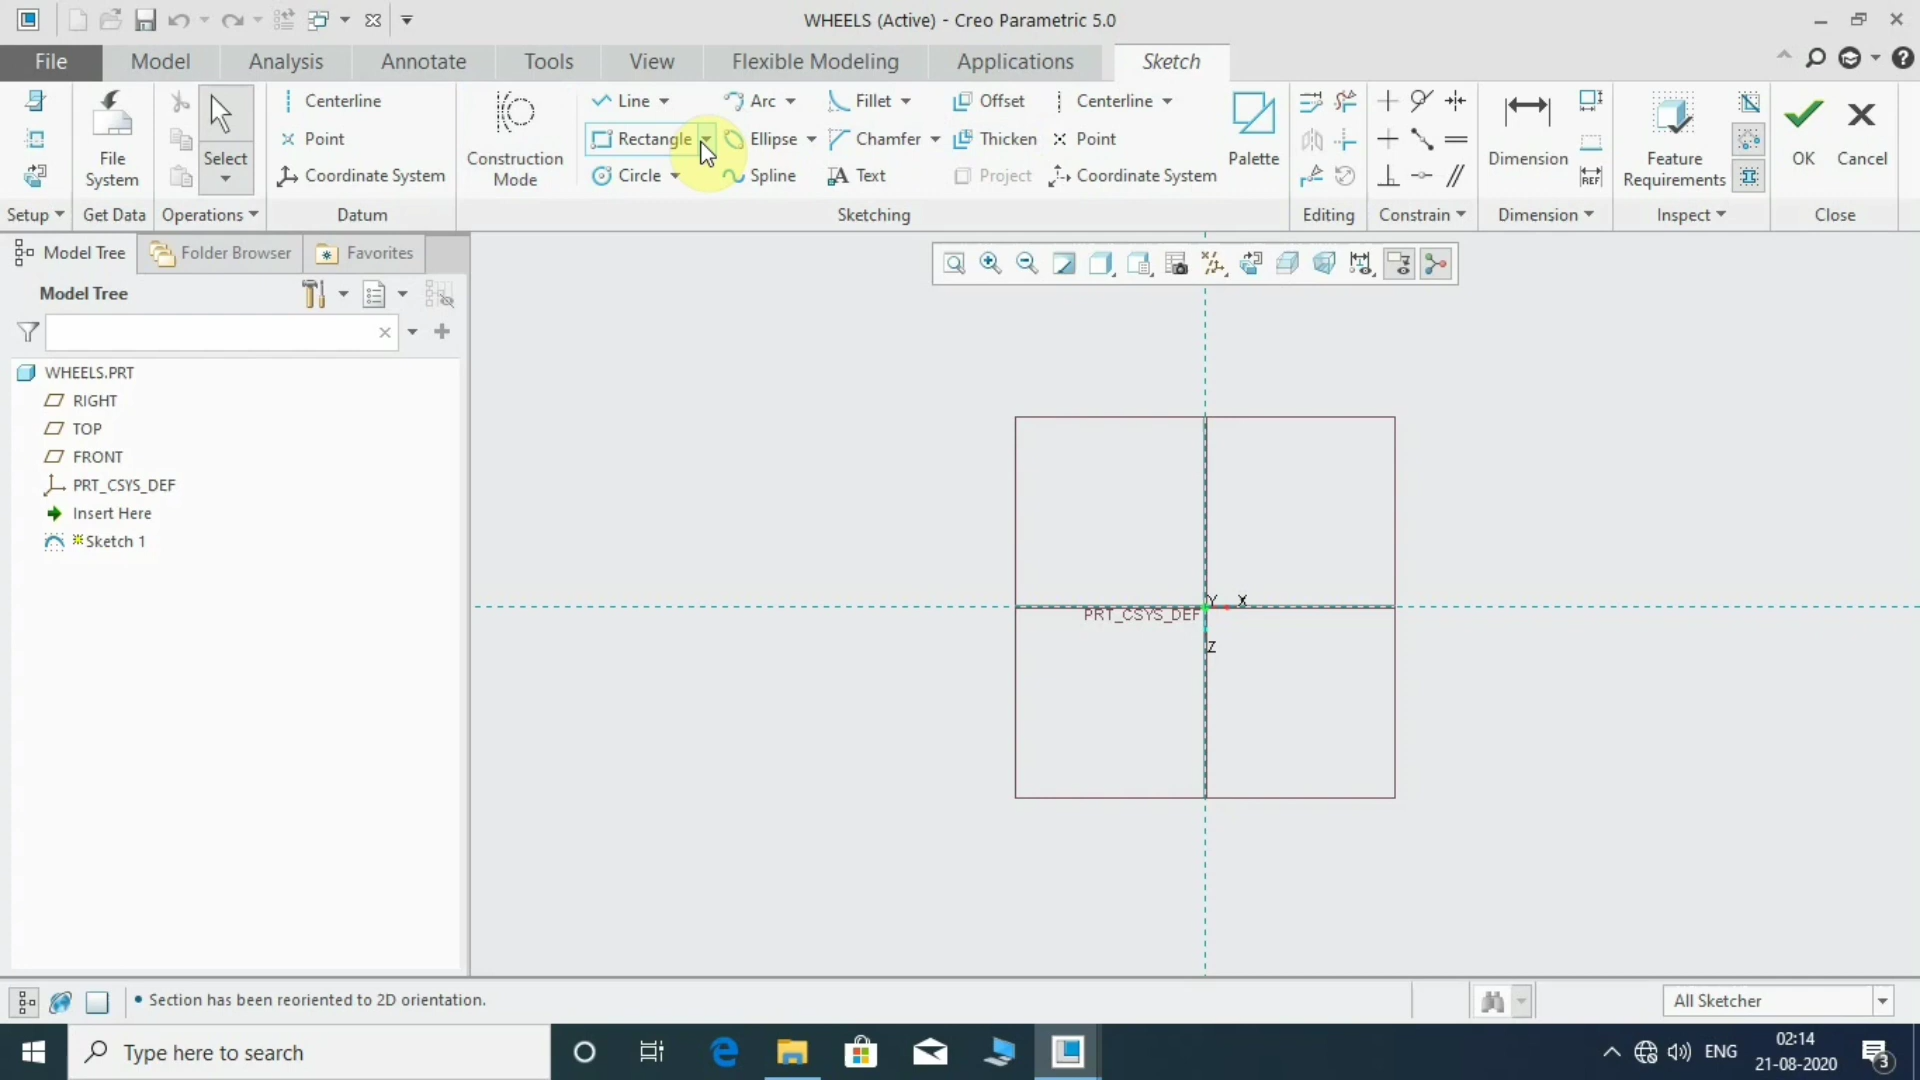 WHEELS (Active) - Creo Parametric 5.0
File Model Analysis Annotate Tools View Flexible Modeling Applications Sketch
Centerline Line Arc Fillet Offset Centerline
Rectangle Ellipse Chamfer Thicken Point
Point
Circle Spline Text Project Coordinate System
Coordinate System
File System
Select
Construction Mode
Palette
Dimension
REF
Feature Requirements
OK Cancel
Setup Get Data Operations Datum Sketching Editing Constrain Dimension Inspect Close
Model Tree Folder Browser Favorites
Model Tree
WHEELS.PRT
RIGHT
TOP
FRONT
PRT_CSYS_DEF
Insert Here
Sketch 1
Y X
PRT_CSYS_DEF
Z
• Section has been reoriented to 2D orientation.
All Sketcher
Type here to search
ENG
02:14
21-08-2020
3